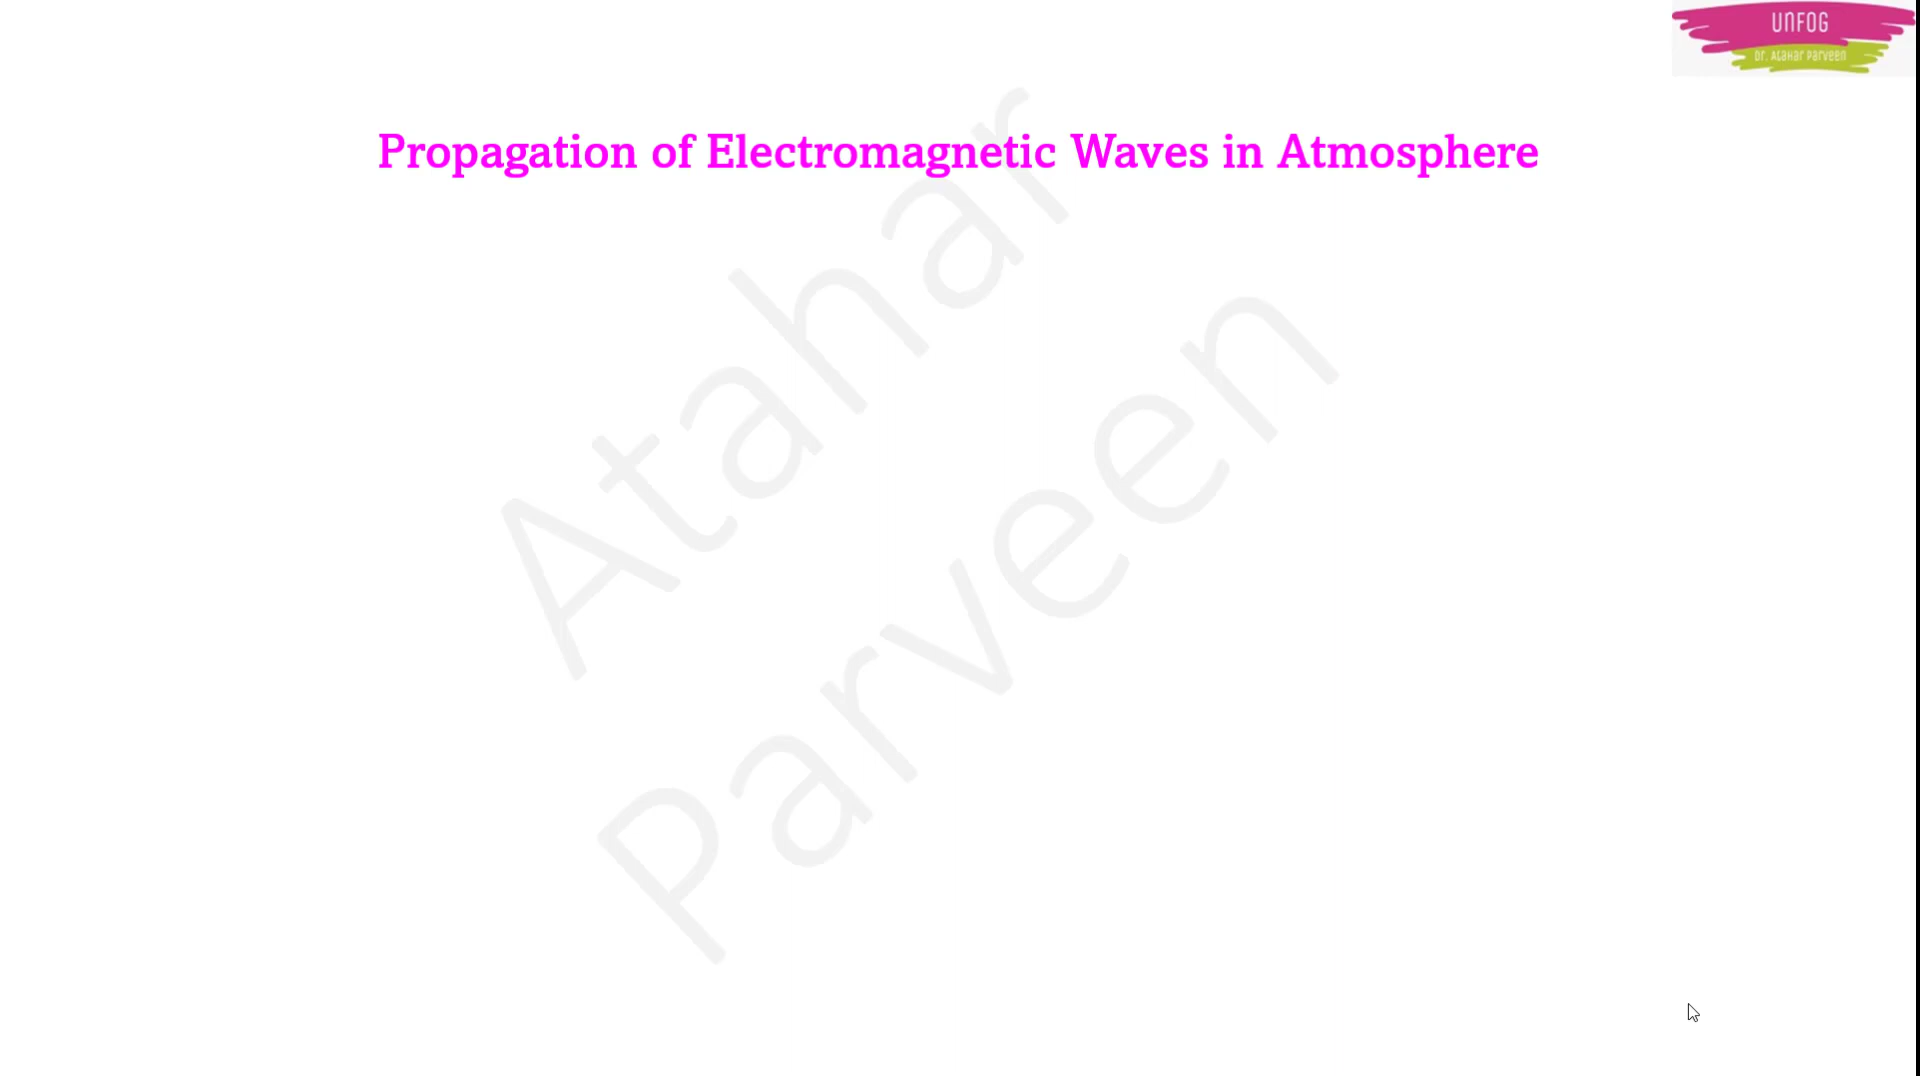 UNFOG
Dr. Atahar Parveen
Propagation of Electromagnetic Waves in Atmosphere
Atahar
Parveen